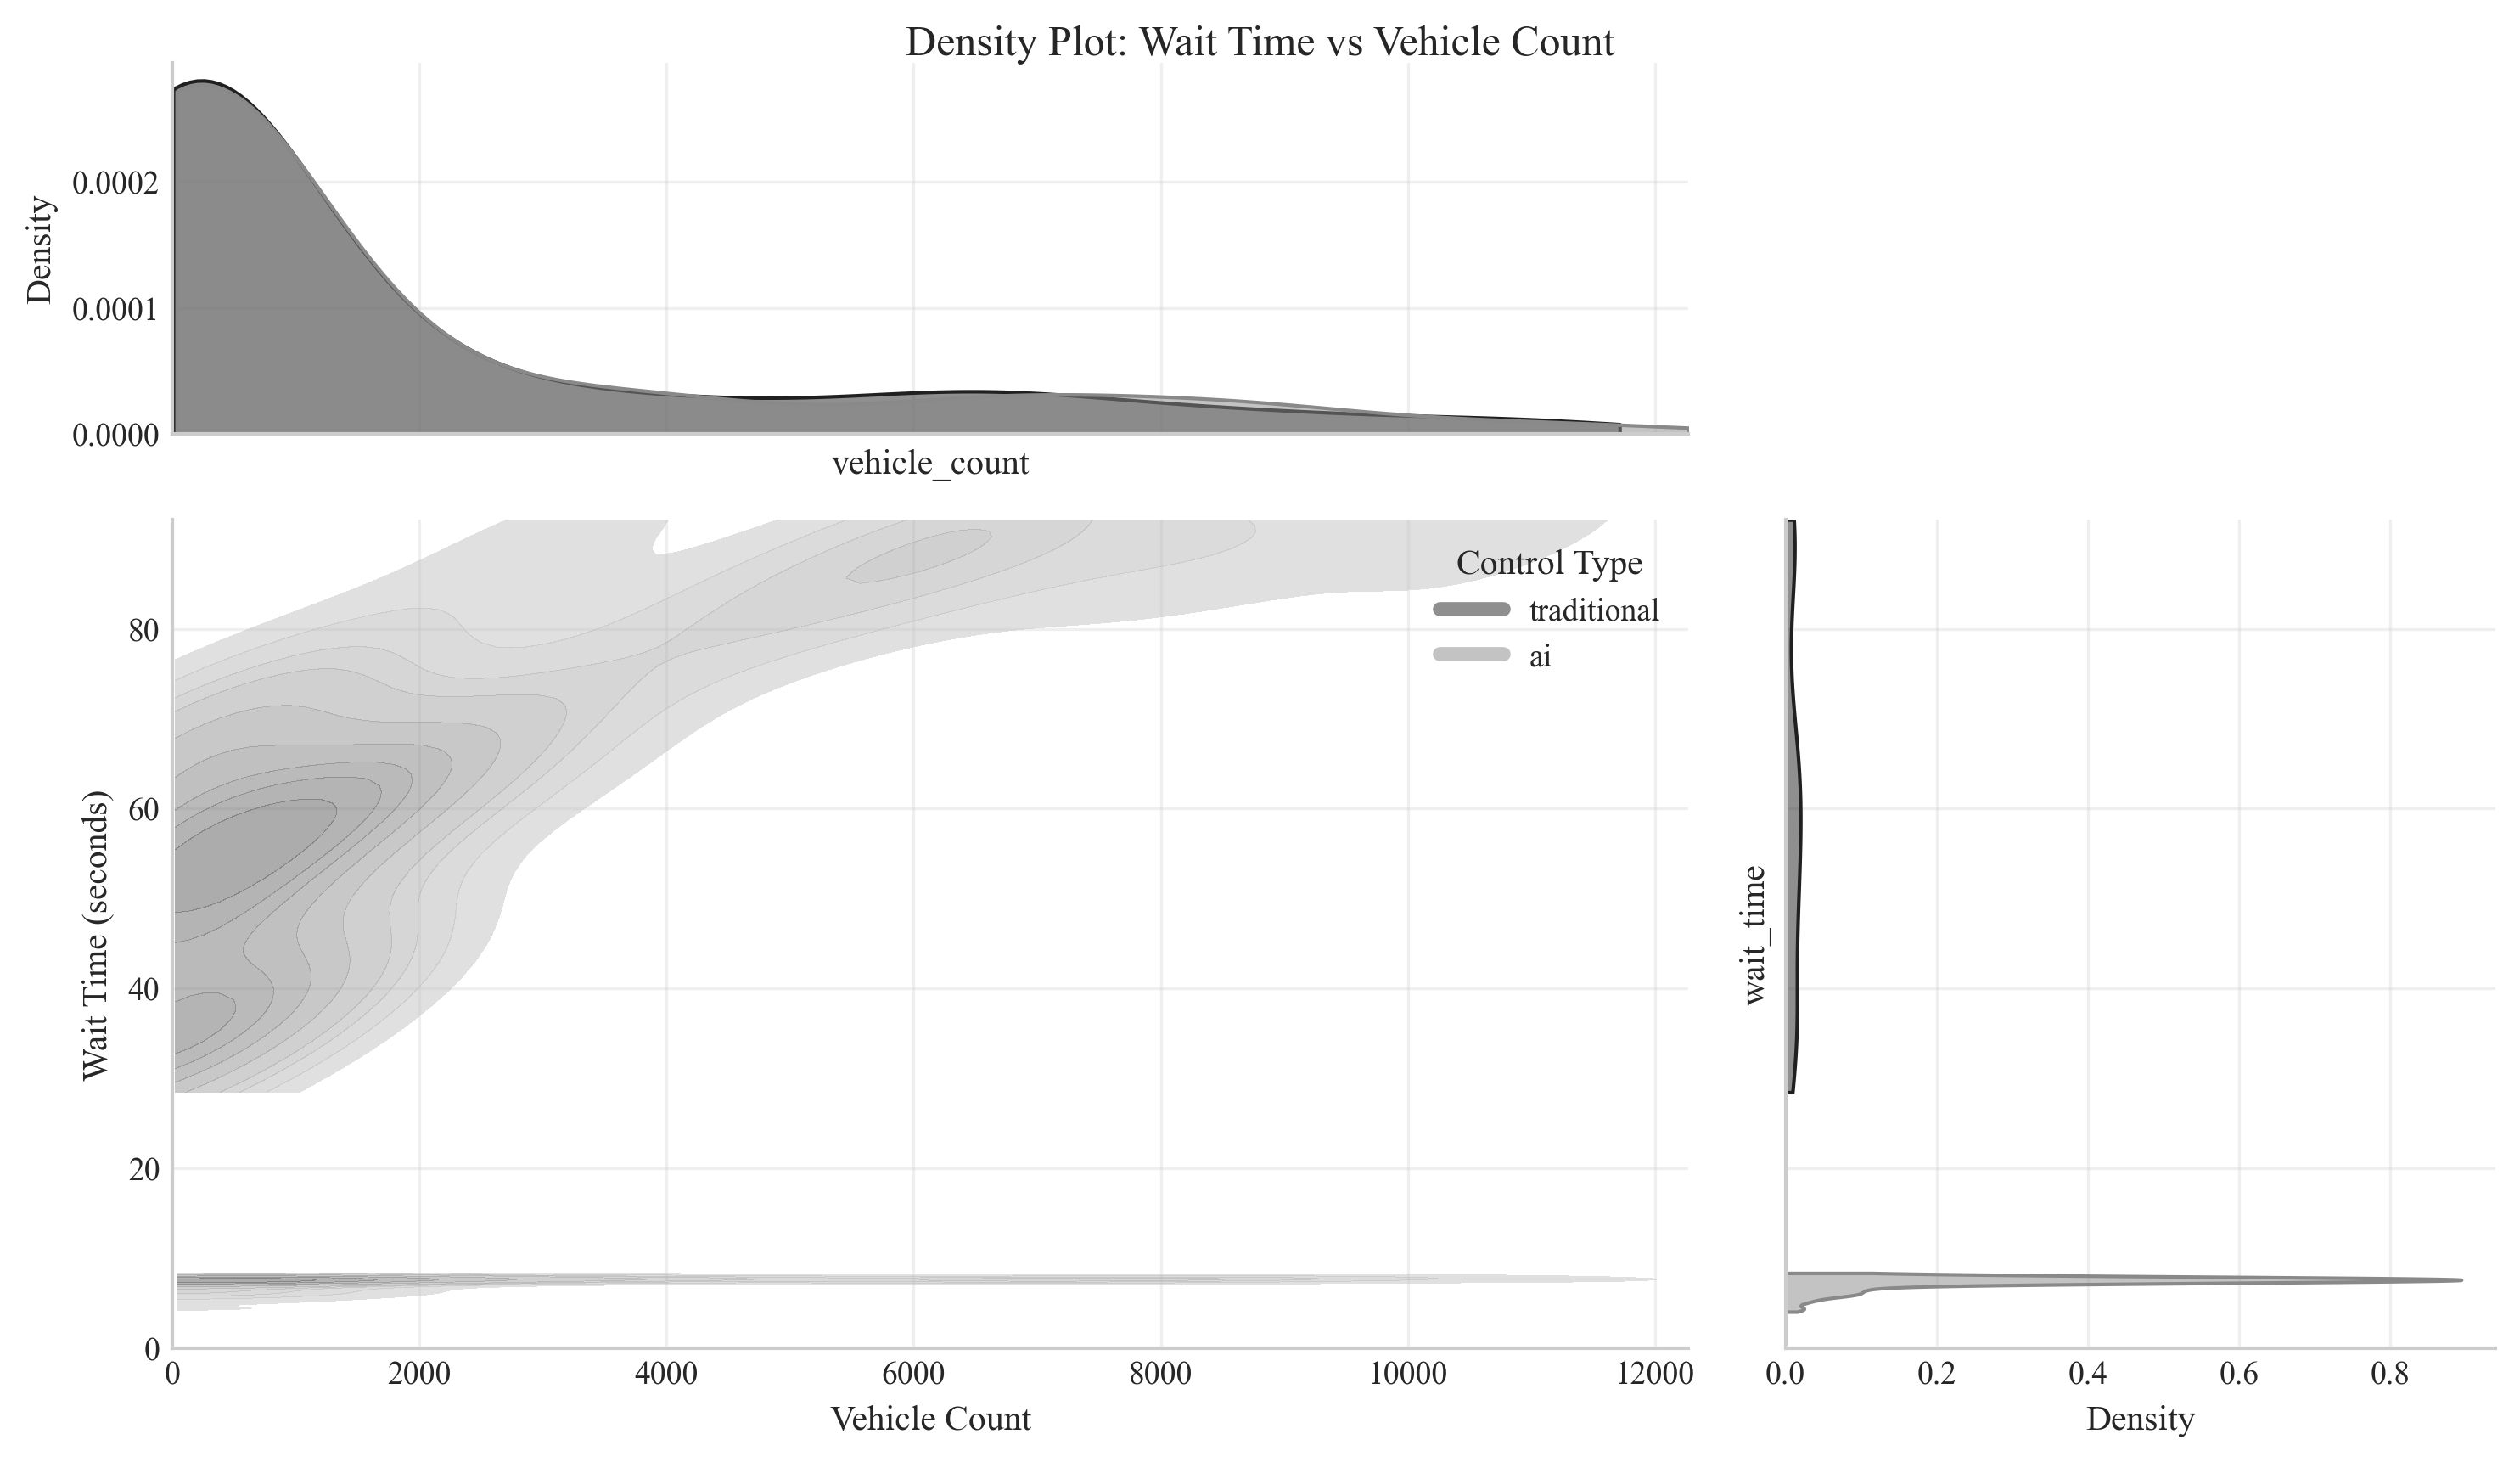 Density Plot: Wait Time vs Vehicle Count
Density
0.0002
0.0001
0.0000
vehicle_count
Wait Time (seconds)
80
60
40
20
0
0 2000 4000 6000 8000 10000 12000
Vehicle Count
Control Type
traditional
ai
wait_time
0.0 0.2 0.4 0.6 0.8
Density